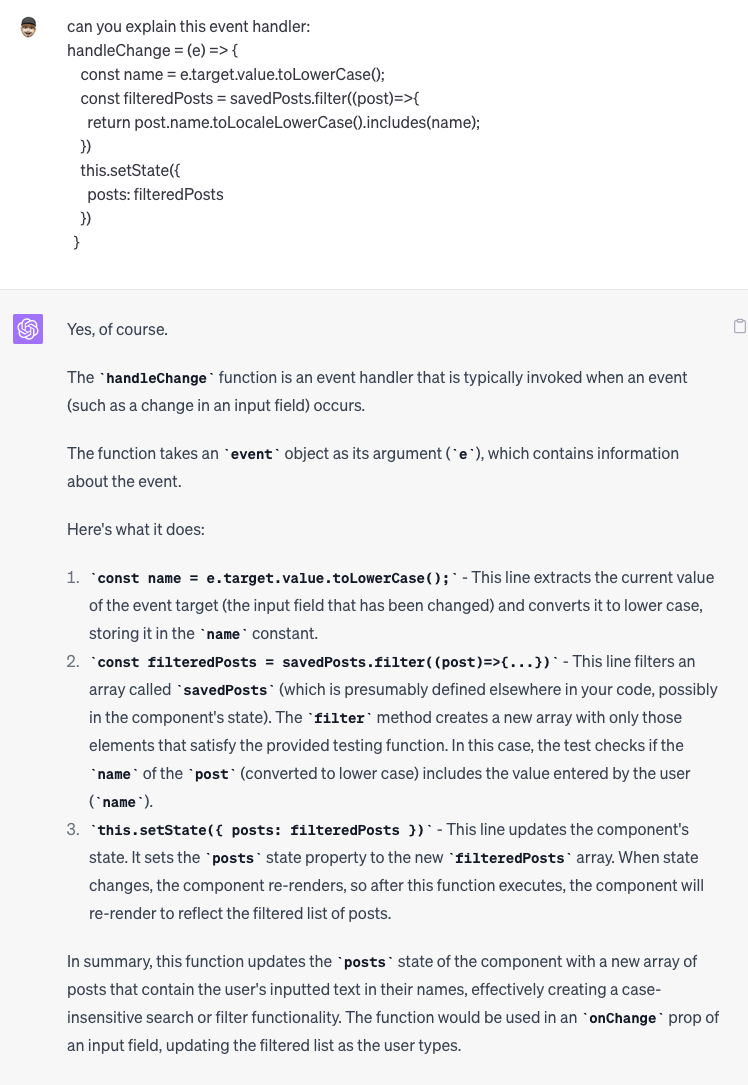 can you explain this event handler:
handleChange = (e) => {
const name = e.target.value.toLowerCase();
const filteredPosts = savedPosts.filter((post)=>{
return post.name.toLocaleLowerCase().includes(name);
})
this.setState({
posts: filteredPosts
})
}
Yes, of course.
The `handleChange` function is an event handler that is typically invoked when an event
(such as a change in an input field) occurs.
The function takes an `event` object as its argument (`e`), which contains information
about the event.
Here's what it does:
1. `const name = e.target.value.toLowerCase();` - This line extracts the current value
of the event target (the input field that has been changed) and converts it to lower case,
storing it in the `name` constant.
2. `const filteredPosts = savedPosts.filter((post)=>{...})` - This line filters an
array called `savedPosts` (which is presumably defined elsewhere in your code, possibly
in the component's state). The `filter` method creates a new array with only those
elements that satisfy the provided testing function. In this case, the test checks if the
`name` of the `post` (converted to lower case) includes the value entered by the user
(`name`).
3. `this.setState({ posts: filteredPosts })` - This line updates the component's
state. It sets the `posts` state property to the new `filteredPosts` array. When state
changes, the component re-renders, so after this function executes, the component will
re-render to reflect the filtered list of posts.
In summary, this function updates the `posts` state of the component with a new array of
posts that contain the user's inputted text in their names, effectively creating a case-
insensitive search or filter functionality. The function would be used in an `onChange` prop of
an input field, updating the filtered list as the user types.